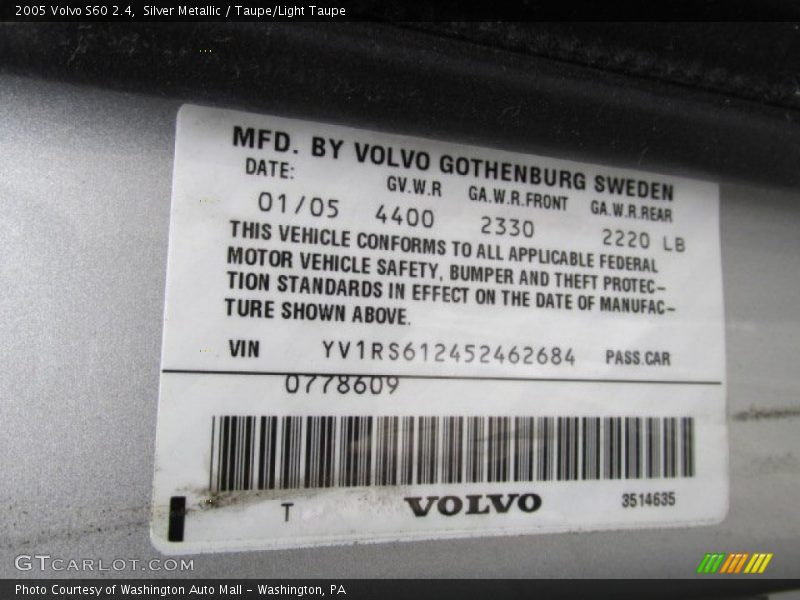 2005 Volvo S60 2.4, Silver Metallic / Taupe/Light Taupe
MFD. BY VOLVO GOTHENBURG SWEDEN
DATE: GV.W.R GA.W.R.FRONT GA.W.R.REAR
01/05 4400 2330 2220 LB
THIS VEHICLE CONFORMS TO ALL APPLICABLE FEDERAL
MOTOR VEHICLE SAFETY, BUMPER AND THEFT PROTEC-
TION STANDARDS IN EFFECT ON THE DATE OF MANUFAC-
TURE SHOWN ABOVE.
VIN YV1RS612452462684 PASS.CAR
0778609
T VOLVO 3514635
GTCARLOT.COM
Photo Courtesy of Washington Auto Mall - Washington, PA